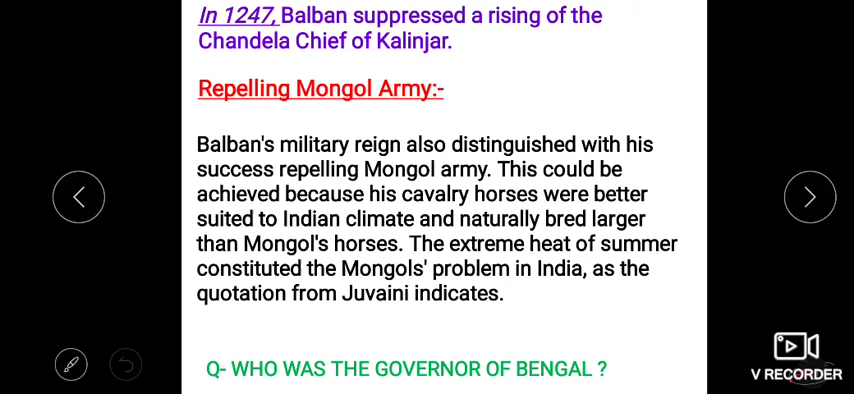 In 1247, Balban suppressed a rising of the
Chandela Chief of Kalinjar.
Repelling Mongol Army:-
Balban's military reign also distinguished with his
success repelling Mongol army. This could be
achieved because his cavalry horses were better
suited to Indian climate and naturally bred larger
than Mongol's horses. The extreme heat of summer
constituted the Mongols' problem in India, as the
quotation from Juvaini indicates.
Q- WHO WAS THE GOVERNOR OF BENGAL ?
V RECORDER